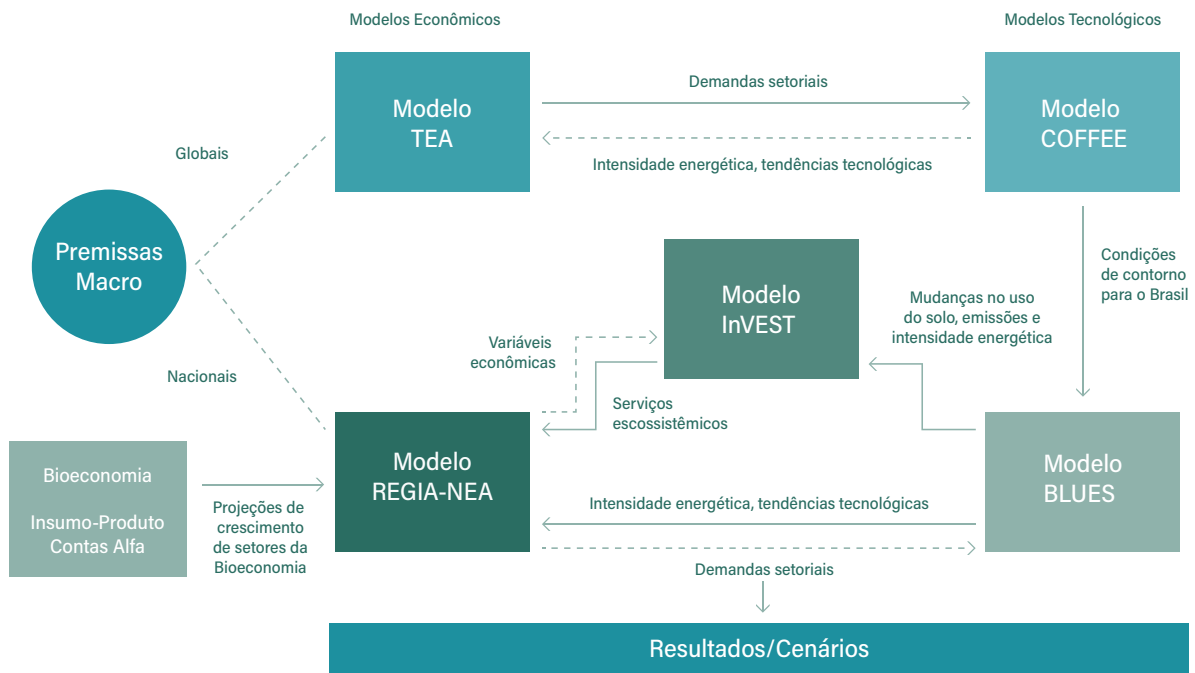 Modelos Econômicos
Modelos Tecnológicos
Modelo
TEA
Demandas setoriais
Intensidade energética, tendências tecnológicas
Modelo
COFFEE
Globais
Premissas
Macro
Nacionais
Modelo
InVEST
Condições
de contorno
para o Brasil
Mudanças no uso
do solo, emissões e
intensidade energética
Variáveis
econômicas
Serviços
escossistêmicos
Bioeconomia
Insumo-Produto
Contas Alfa
Projeções de
crescimento
de setores da
Bioeconomia
Modelo
REGIA-NEA
Intensidade energética, tendências tecnológicas
Demandas setoriais
Modelo
BLUES
Resultados/Cenários